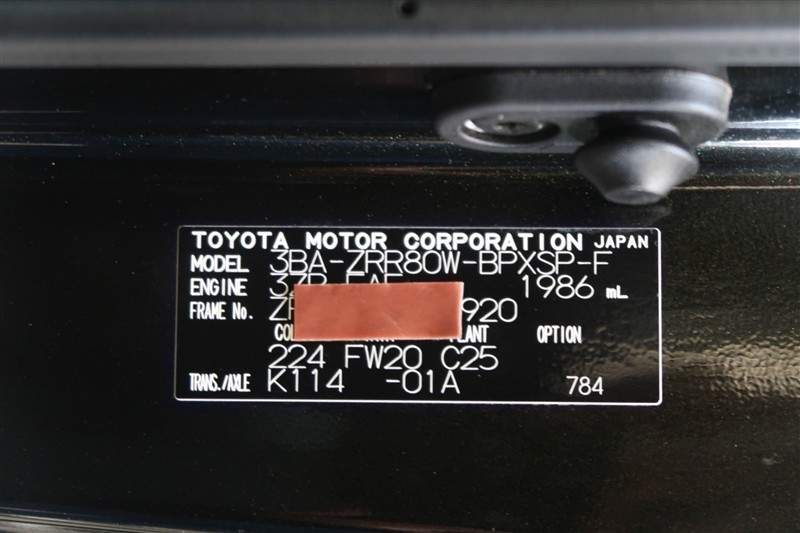 TOYOTA MOTOR CORPORATION JAPAN
MODEL 3BA-ZRR80W-BPXSP-F
ENGINE 1986 mL
FRAME No. 920
OPTION
224 FW20 C25
TRANS./AXLE K114 -01A 784